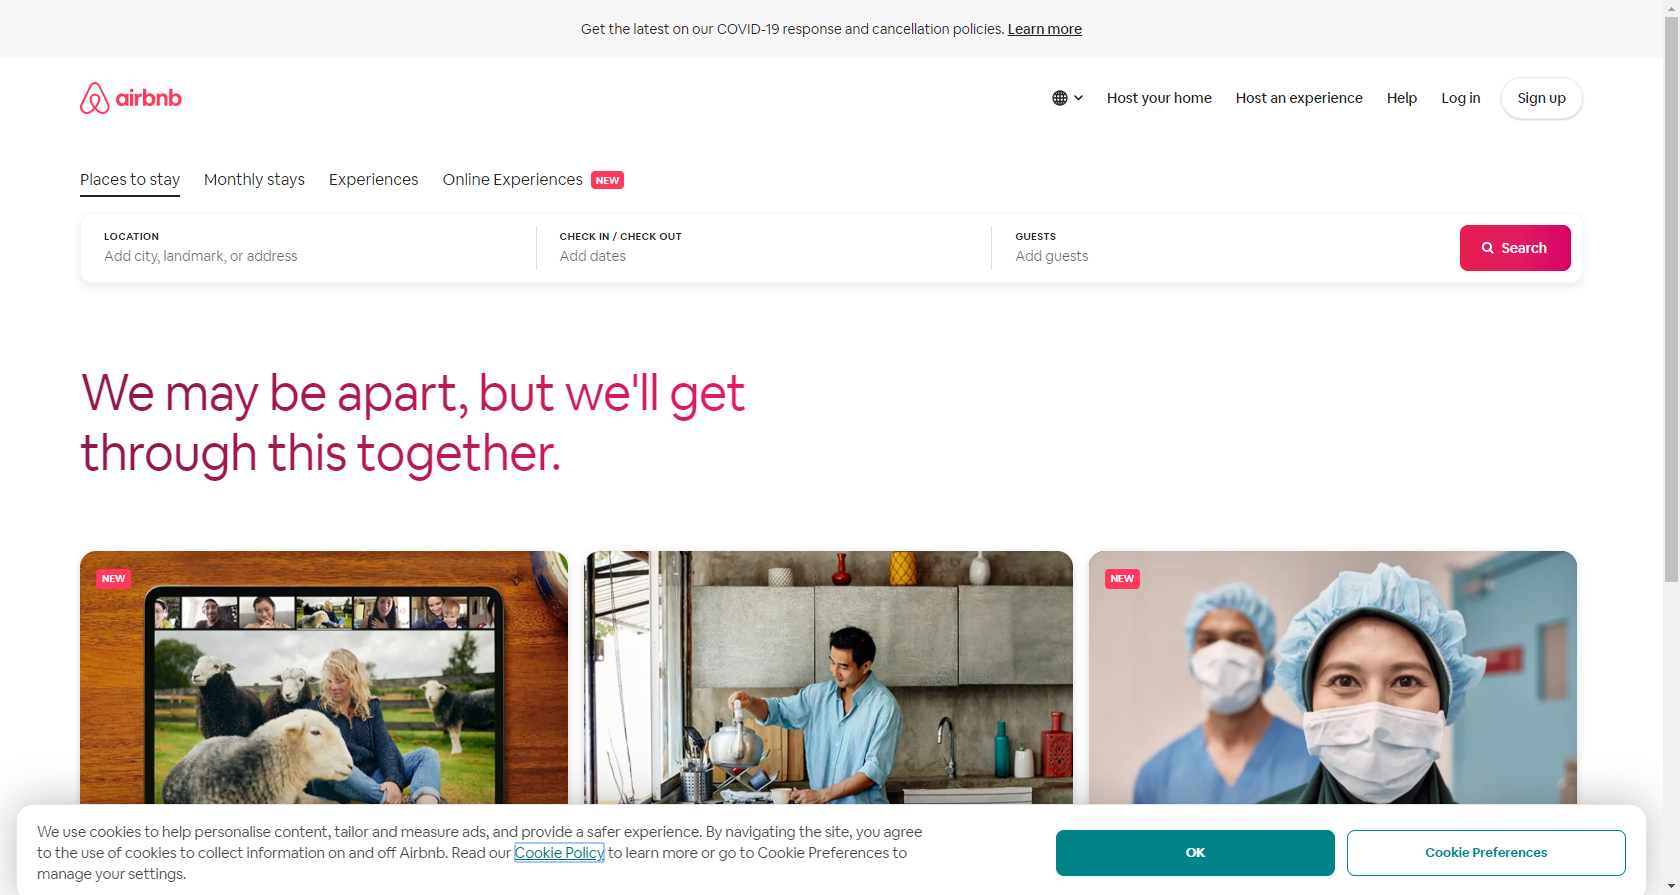 Get the latest on our COVID-19 response and cancellation policies. Learn more
airbnb
Host your home
Host an experience
Help
Log in
Sign up
Places to stay
Monthly stays
Experiences
Online Experiences
NEW
LOCATION
Add city, landmark, or address
CHECK IN / CHECK OUT
Add dates
GUESTS
Add guests
Search
We may be apart, but we'll get
through this together.
NEW
NEW
We use cookies to help personalise content, tailor and measure ads, and provide a safer experience. By navigating the site, you agree
to the use of cookies to collect information on and off Airbnb. Read our Cookie Policy to learn more or go to Cookie Preferences to
manage your settings.
OK
Cookie Preferences